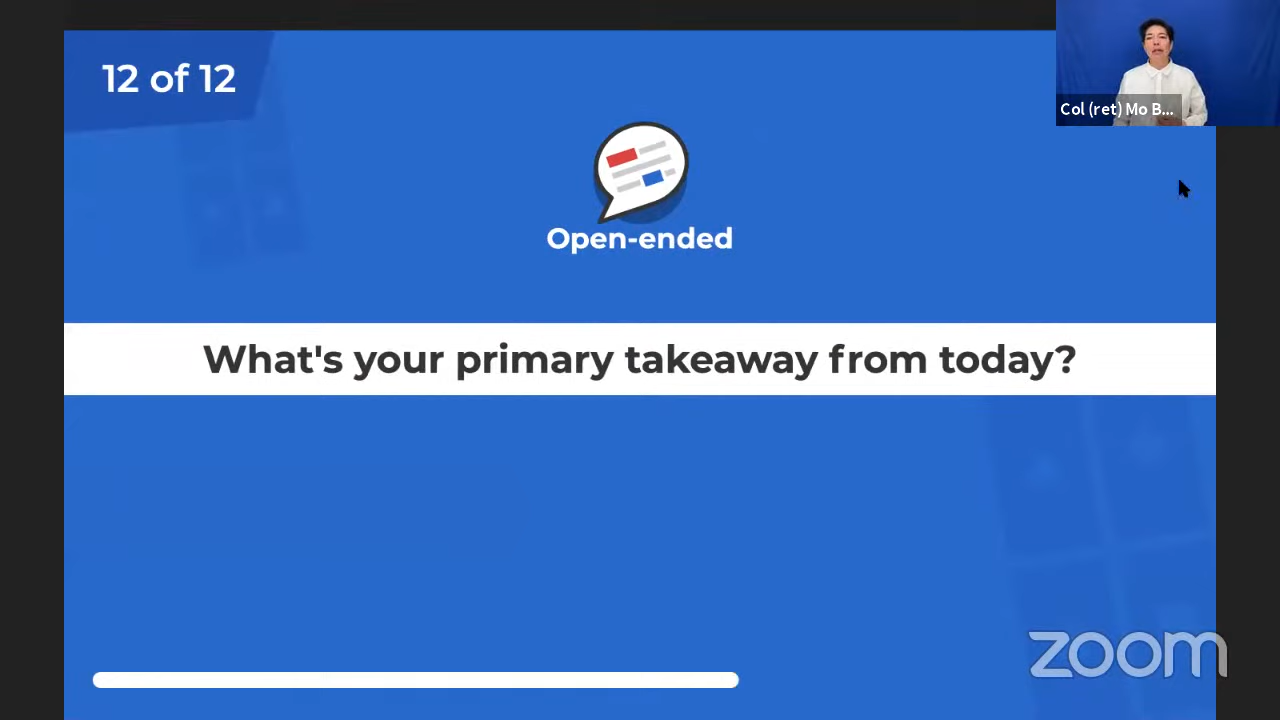 12 of 12
Col (ret) Mo B...
Open-ended
What's your primary takeaway from today?
zoom